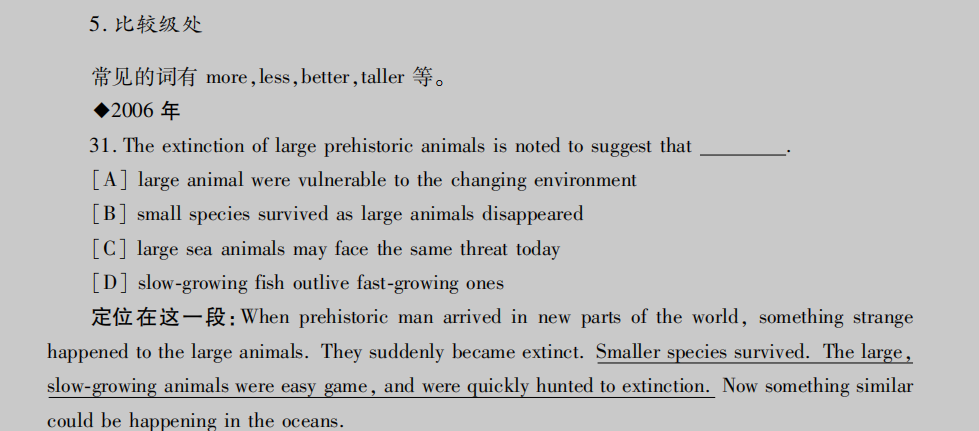 5. 比较级处
常见的词有 more,less,better,taller 等。
◆2006 年
31. The extinction of large prehistoric animals is noted to suggest that ________.
[A] large animal were vulnerable to the changing environment
[B] small species survived as large animals disappeared
[C] large sea animals may face the same threat today
[D] slow-growing fish outlive fast-growing ones
定位在这一段:When prehistoric man arrived in new parts of the world, something strange
happened to the large animals. They suddenly became extinct. Smaller species survived. The large,
slow-growing animals were easy game, and were quickly hunted to extinction. Now something similar
could be happening in the oceans.